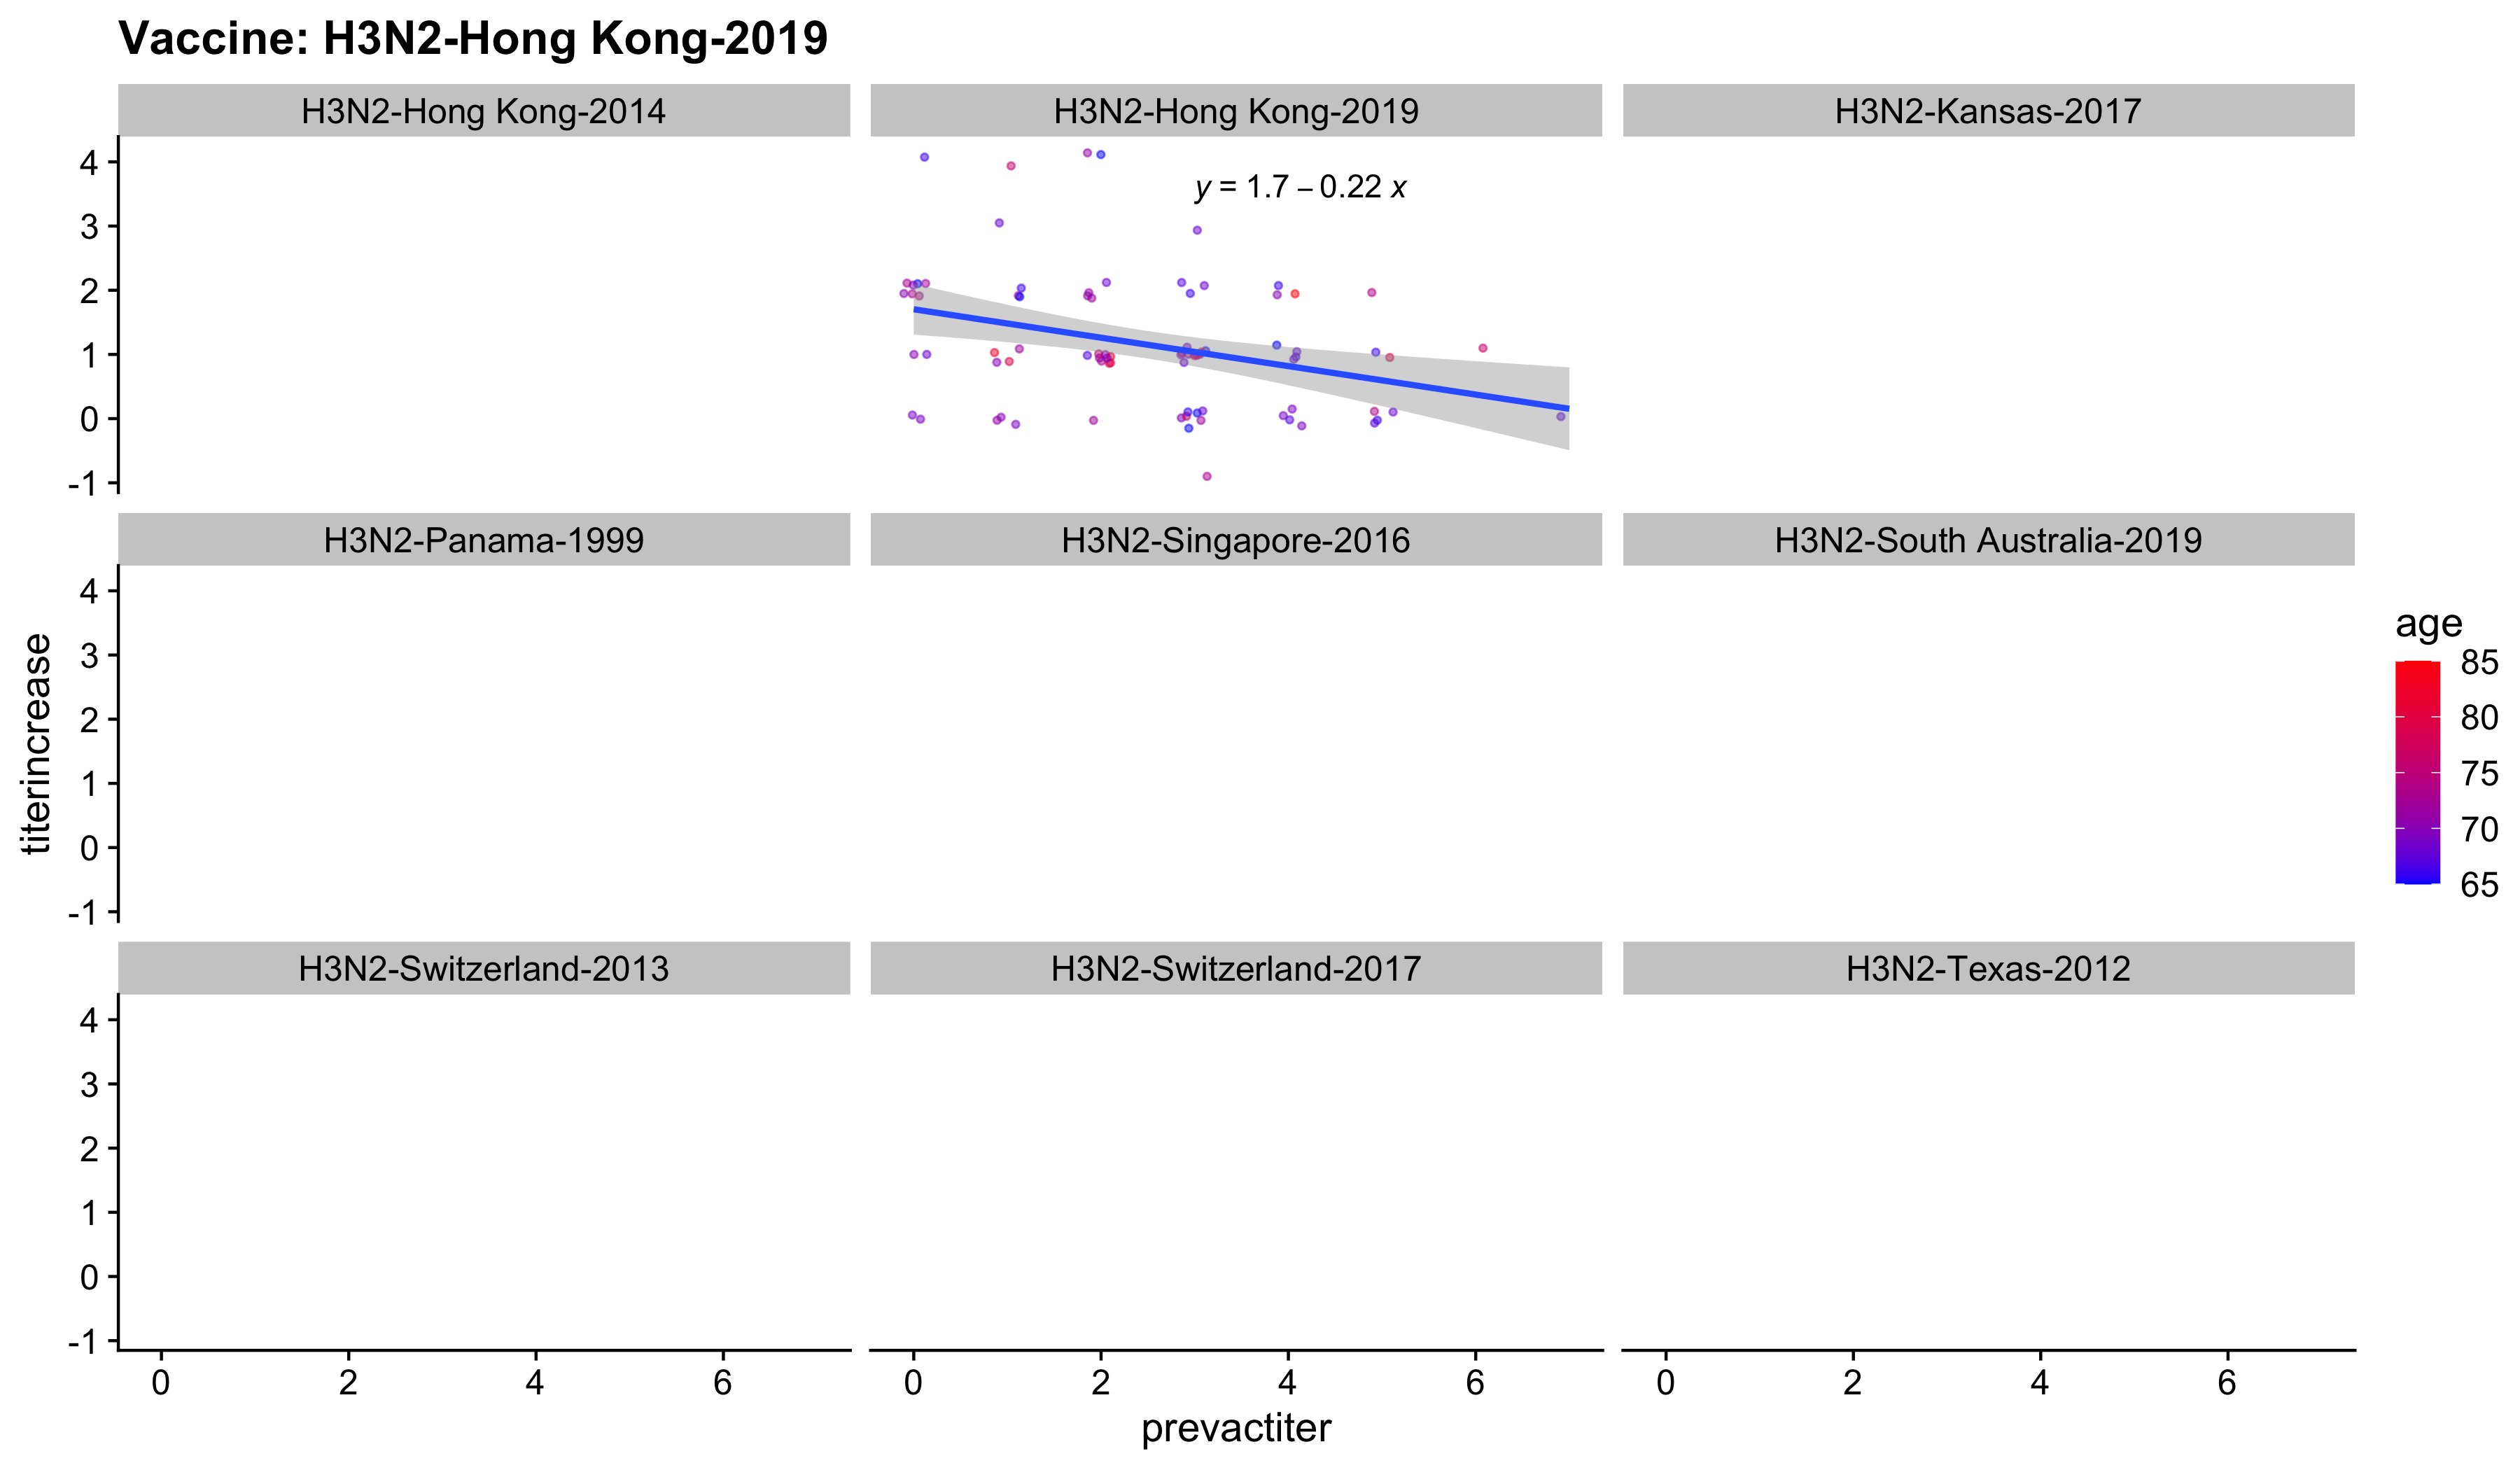 Vaccine: H3N2-Hong Kong-2019
H3N2-Hong Kong-2014
H3N2-Hong Kong-2019
H3N2-Kansas-2017
4
3
2
1
0
-1
y = 1.7 – 0.22 x
H3N2-Panama-1999
H3N2-Singapore-2016
H3N2-South Australia-2019
4
3
2
1
0
-1
titerincrease
age
85
80
75
70
65
H3N2-Switzerland-2013
H3N2-Switzerland-2017
H3N2-Texas-2012
4
3
2
1
0
-1
0 2 4 6
0 2 4 6
0 2 4 6
prevactiter